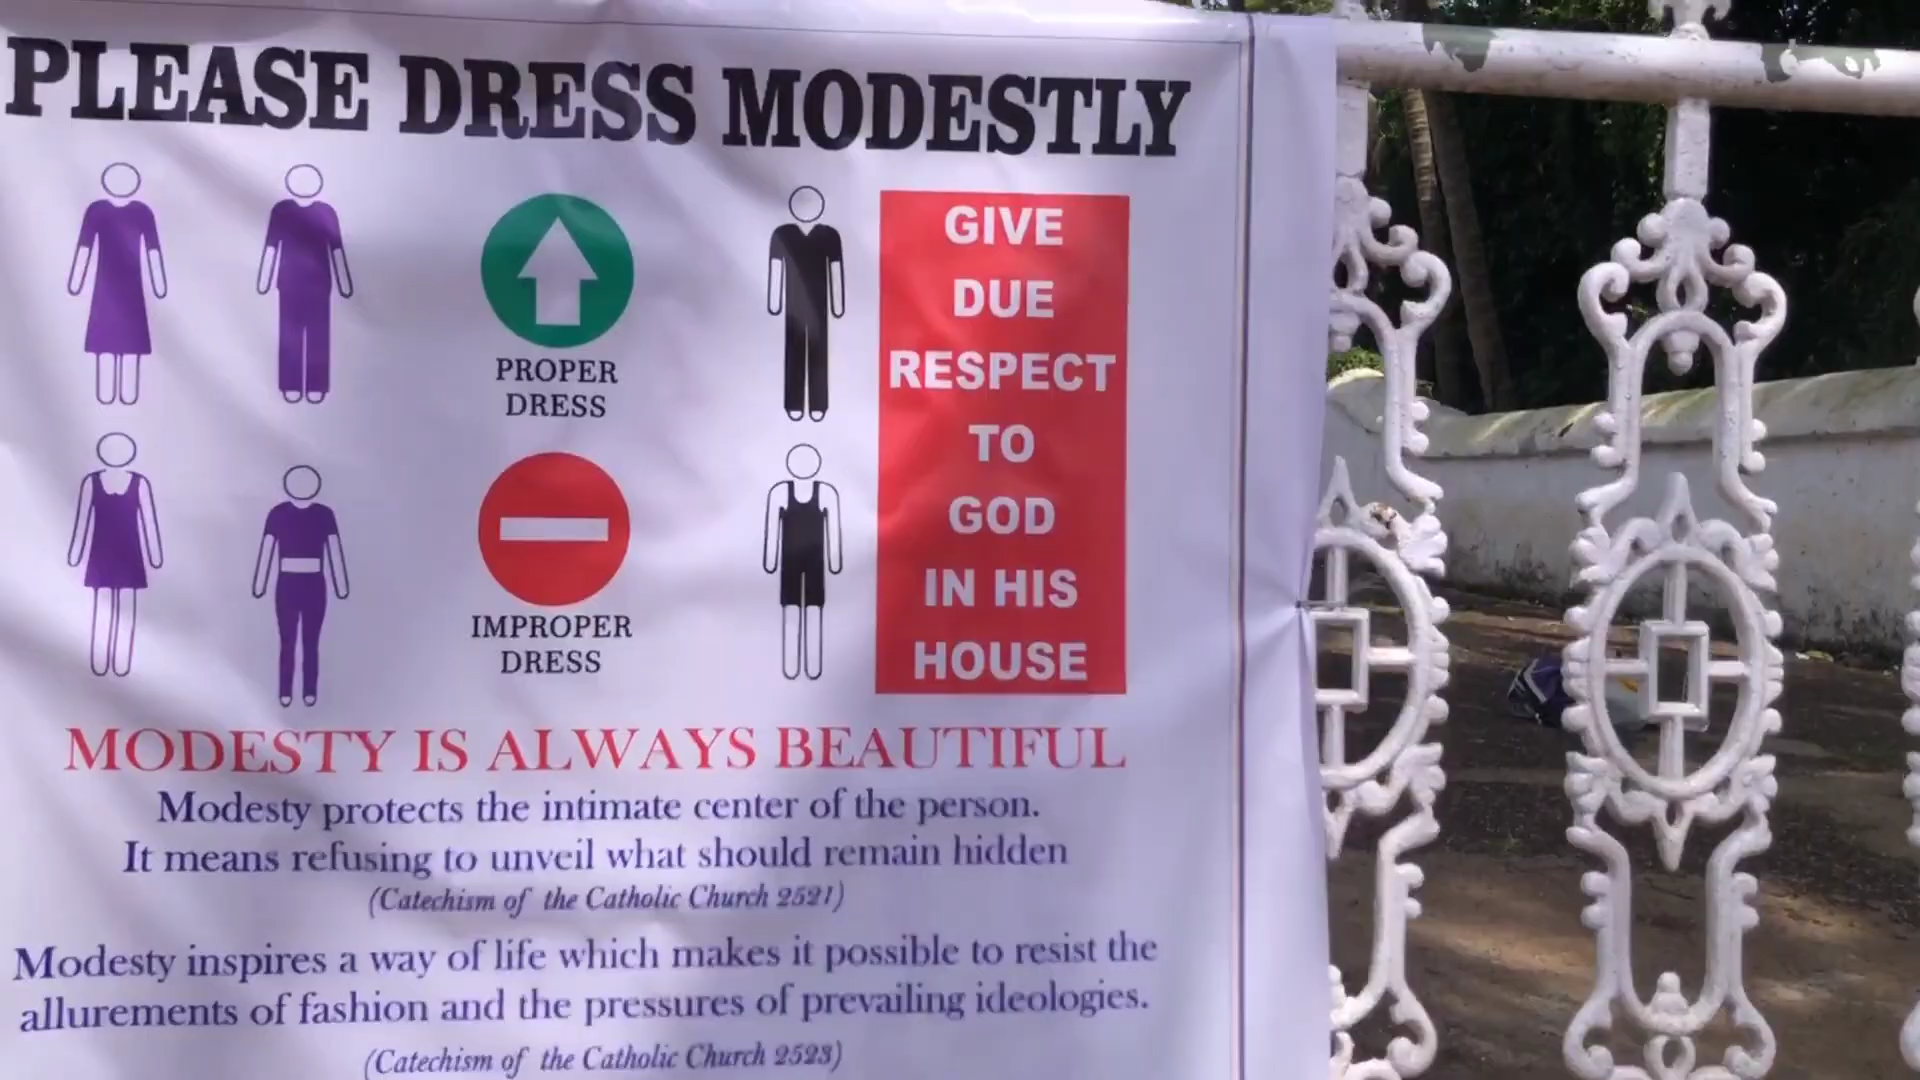 PLEASE DRESS MODESTLY
PROPER
DRESS
IMPROPER
DRESS
GIVE
DUE
RESPECT
TO
GOD
IN HIS
HOUSE
MODESTY IS ALWAYS BEAUTIFUL
Modesty protects the intimate center of the person.
It means refusing to unveil what should remain hidden
(Catechism of the Catholic Church 2521)
Modesty inspires a way of life which makes it possible to resist the
allurements of fashion and the pressures of prevailing ideologies.
(Catechism of the Catholic Church 2523)